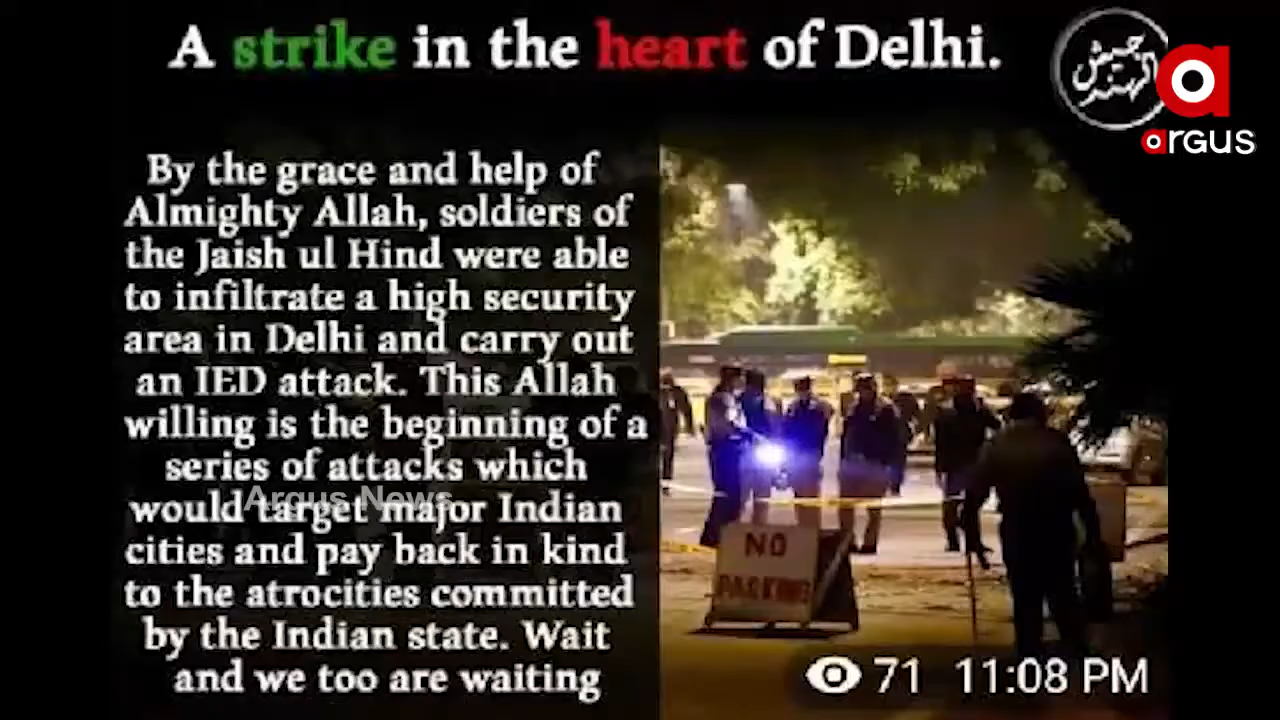 A strike in the heart of Delhi.
جيش الهند
argus
By the grace and help of
Almighty Allah, soldiers of
the Jaish ul Hind were able
to infiltrate a high security
area in Delhi and carry out
an IED attack. This Allah
willing is the beginning of a
series of attacks which
would target major Indian
cities and pay back in kind
to the atrocities committed
by the Indian state. Wait
and we too are waiting
Argus News
NO
PARKING
71 11:08 PM